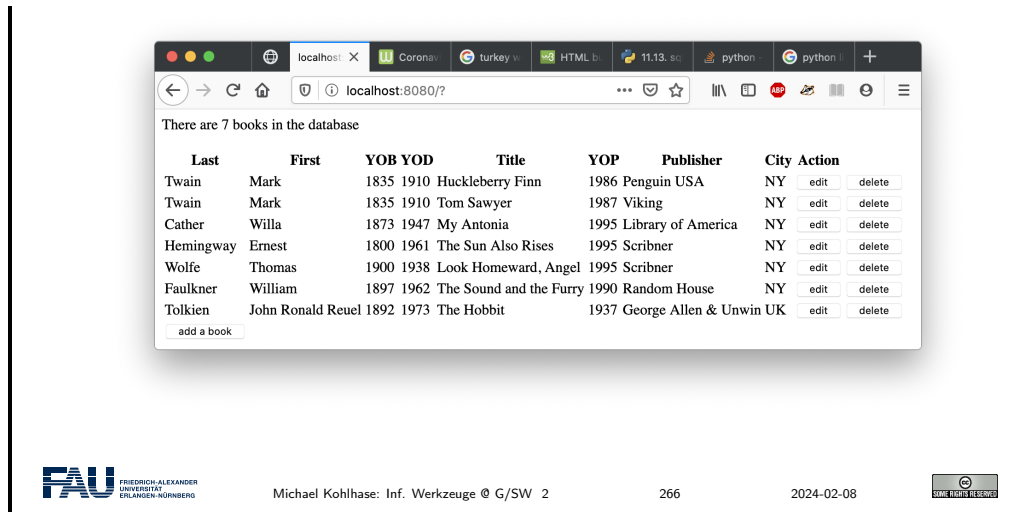 localhost: Coronav turkey w HTML bu 11.13. sq python - python li
localhost:8080/?
ABP
There are 7 books in the database
Last First YOB YOD Title YOP Publisher City Action
Twain Mark 1835 1910 Huckleberry Finn 1986 Penguin USA NY edit delete
Twain Mark 1835 1910 Tom Sawyer 1987 Viking NY edit delete
Cather Willa 1873 1947 My Antonia 1995 Library of America NY edit delete
Hemingway Ernest 1800 1961 The Sun Also Rises 1995 Scribner NY edit delete
Wolfe Thomas 1900 1938 Look Homeward, Angel 1995 Scribner NY edit delete
Faulkner William 1897 1962 The Sound and the Furry 1990 Random House NY edit delete
Tolkien John Ronald Reuel 1892 1973 The Hobbit 1937 George Allen & Unwin UK edit delete
add a book
FAU FRIEDRICH-ALEXANDER
UNIVERSITÄT
ERLANGEN-NÜRNBERG
Michael Kohlhase: Inf. Werkzeuge @ G/SW 2 266 2024-02-08
cc
SOME RIGHTS RESERVED